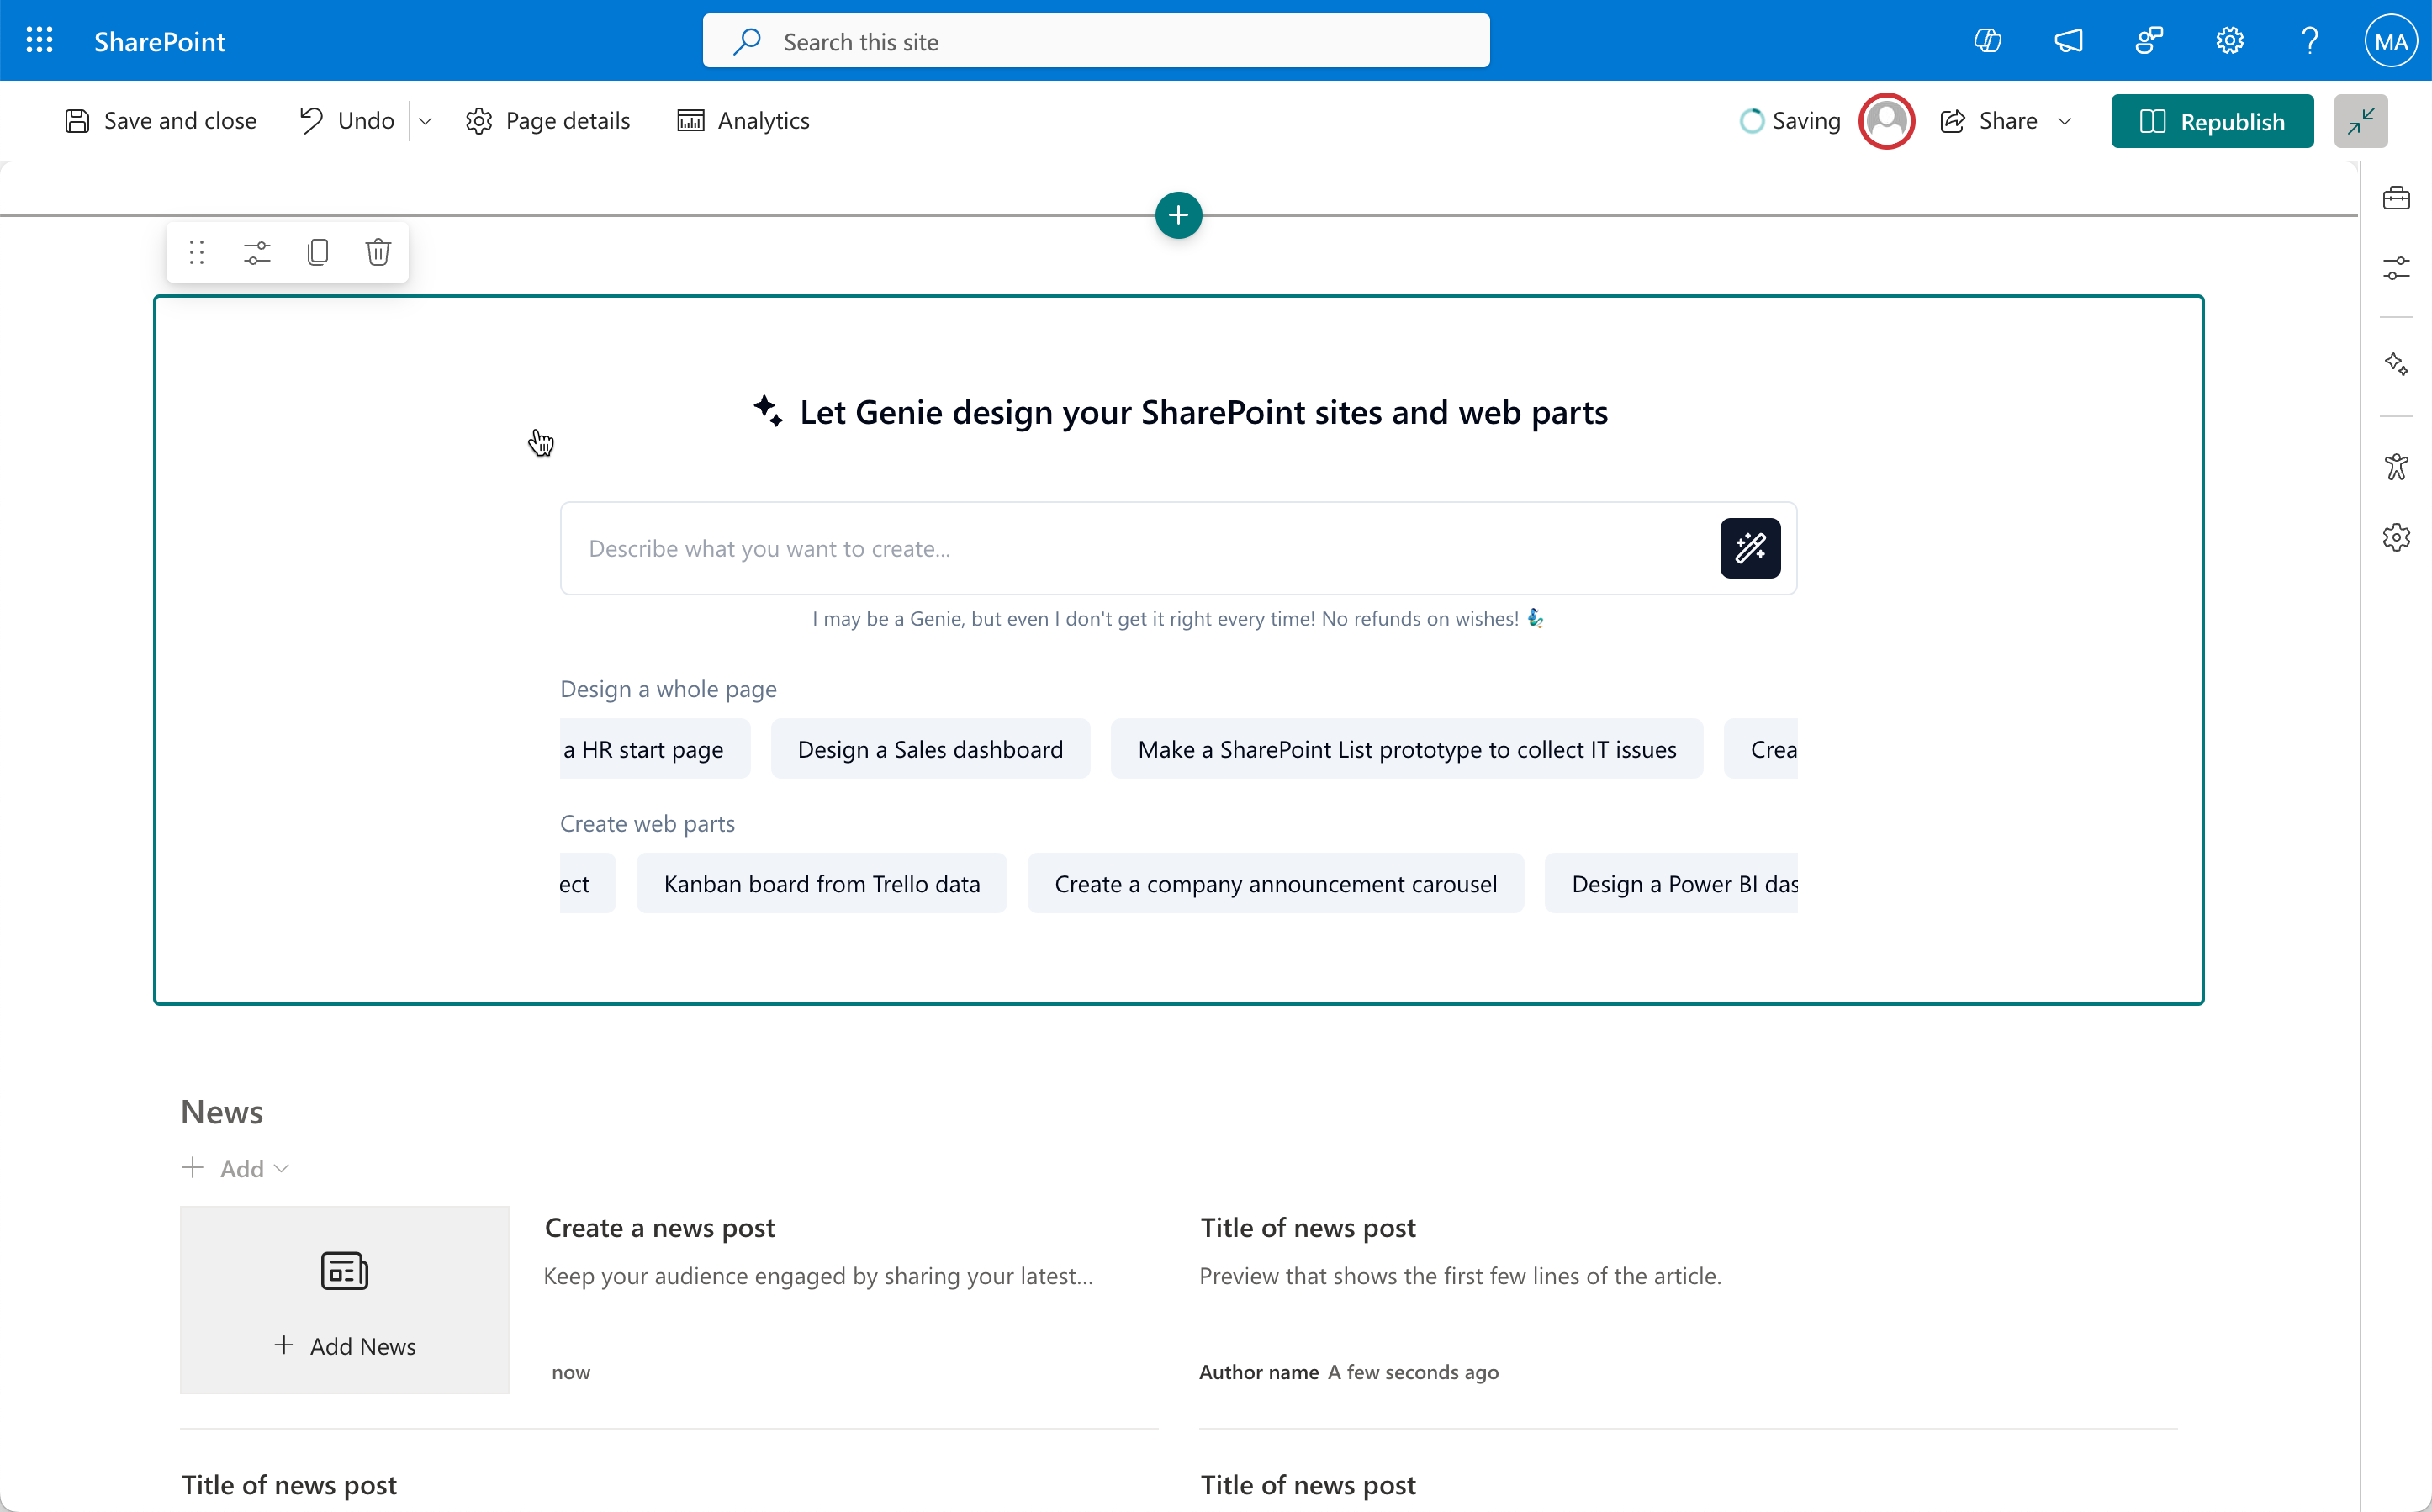 SharePoint
Search this site
MA
Save and close
Undo
Page details
Analytics
Saving
Share
Republish
Let Genie design your SharePoint sites and web parts
Describe what you want to create...
I may be a Genie, but even I don't get it right every time! No refunds on wishes! 🧞‍♂️
Design a whole page
a HR start page
Design a Sales dashboard
Make a SharePoint List prototype to collect IT issues
Crea
Create web parts
ect
Kanban board from Trello data
Create a company announcement carousel
Design a Power BI das
News
+ Add
Create a news post
Keep your audience engaged by sharing your latest...
+ Add News
now
Title of news post
Preview that shows the first few lines of the article.
Author name A few seconds ago
Title of news post
Title of news post